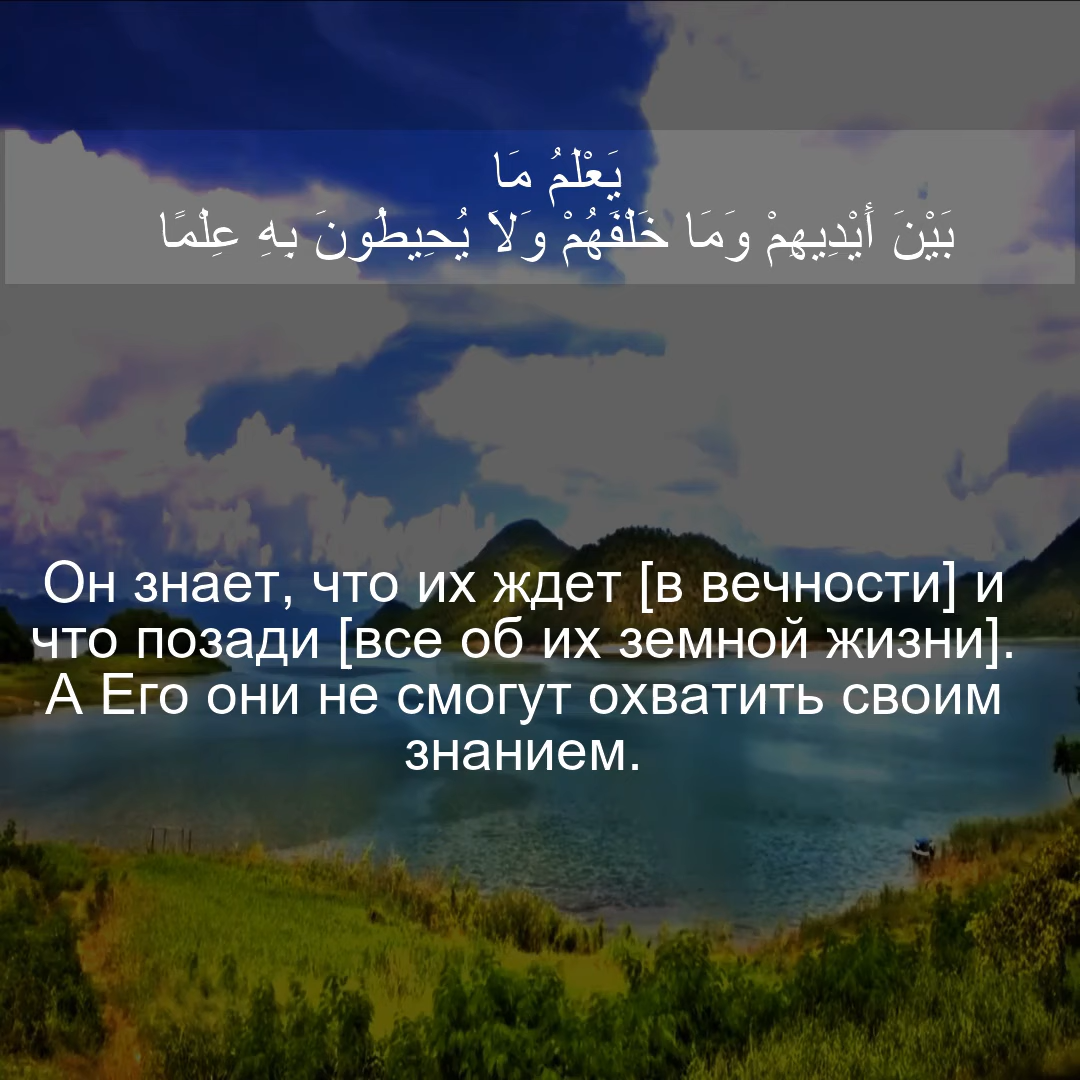 يَعْلَمُ مَا
بَيْنَ أَيْدِيهِمْ وَمَا خَلْفَهُمْ وَلَا يُحِيطُونَ بِهِ عِلْمًا
Он знает, что их ждет [в вечности] и
что позади [все об их земной жизни].
А Его они не смогут охватить своим
знанием.